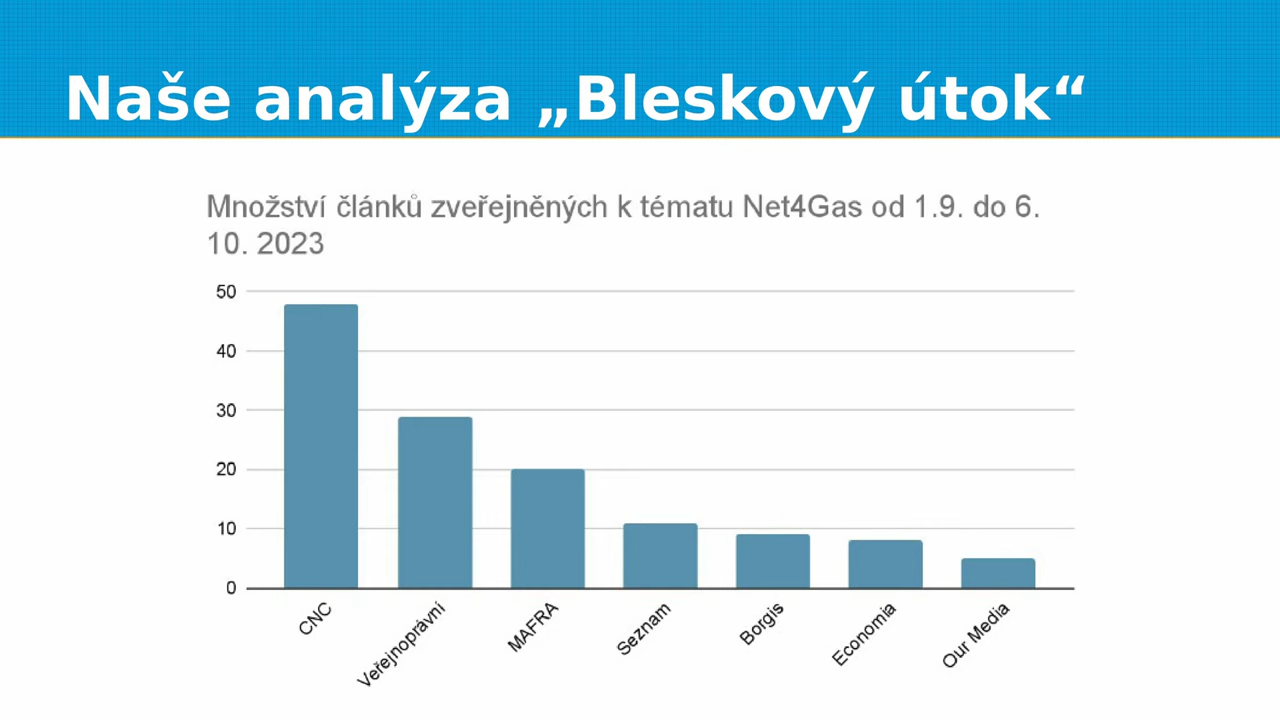 Naše analýza „Bleskový útok“
Množství článků zveřejněných k tématu Net4Gas od 1.9. do 6.
10. 2023
50
40
30
20
10
0
CNC
Veřejnoprávní
MAFRA
Seznam
Borgis
Economia
Our Media